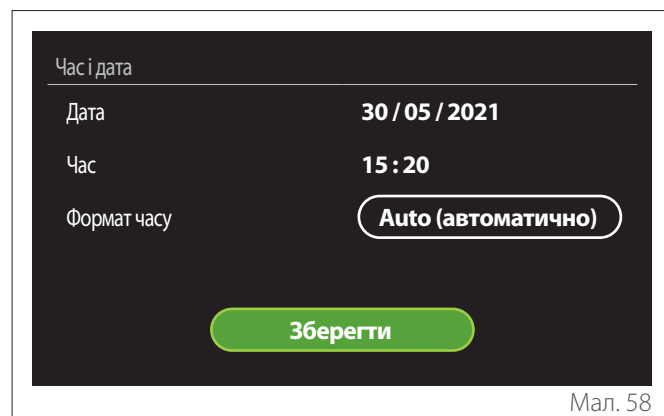 Час і дата
Дата 30 / 05 / 2021
Час 15 : 20
Формат часу Auto (автоматично)
Зберегти
Мал. 58